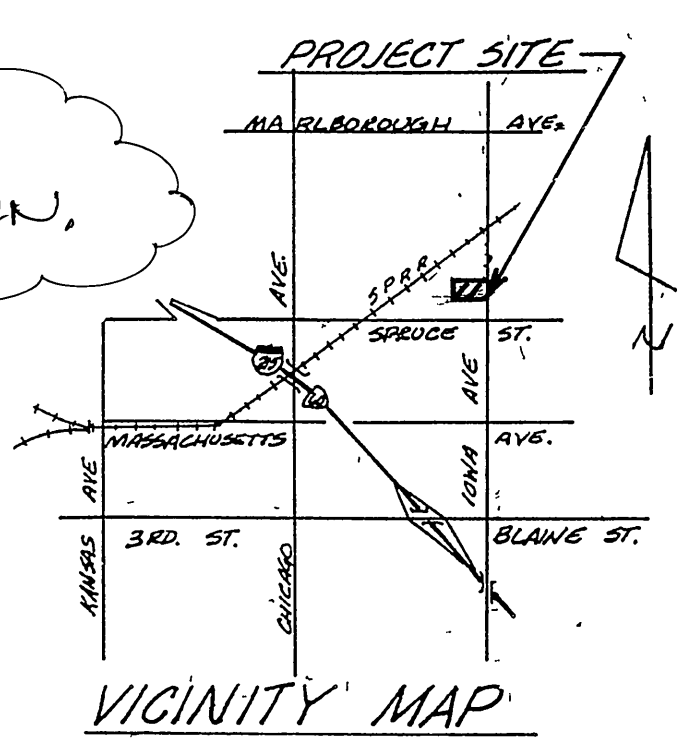 PROJECT SITE
MARLBOROUGH AVE.
N.
AVE.
SPRR
SPRUCE ST.
N
AVE
MASSACHUSETTS AVE.
IOWA
AVE
3RD. ST.
BLAINE ST.
KANSAS
CHICAGO
VICINITY MAP